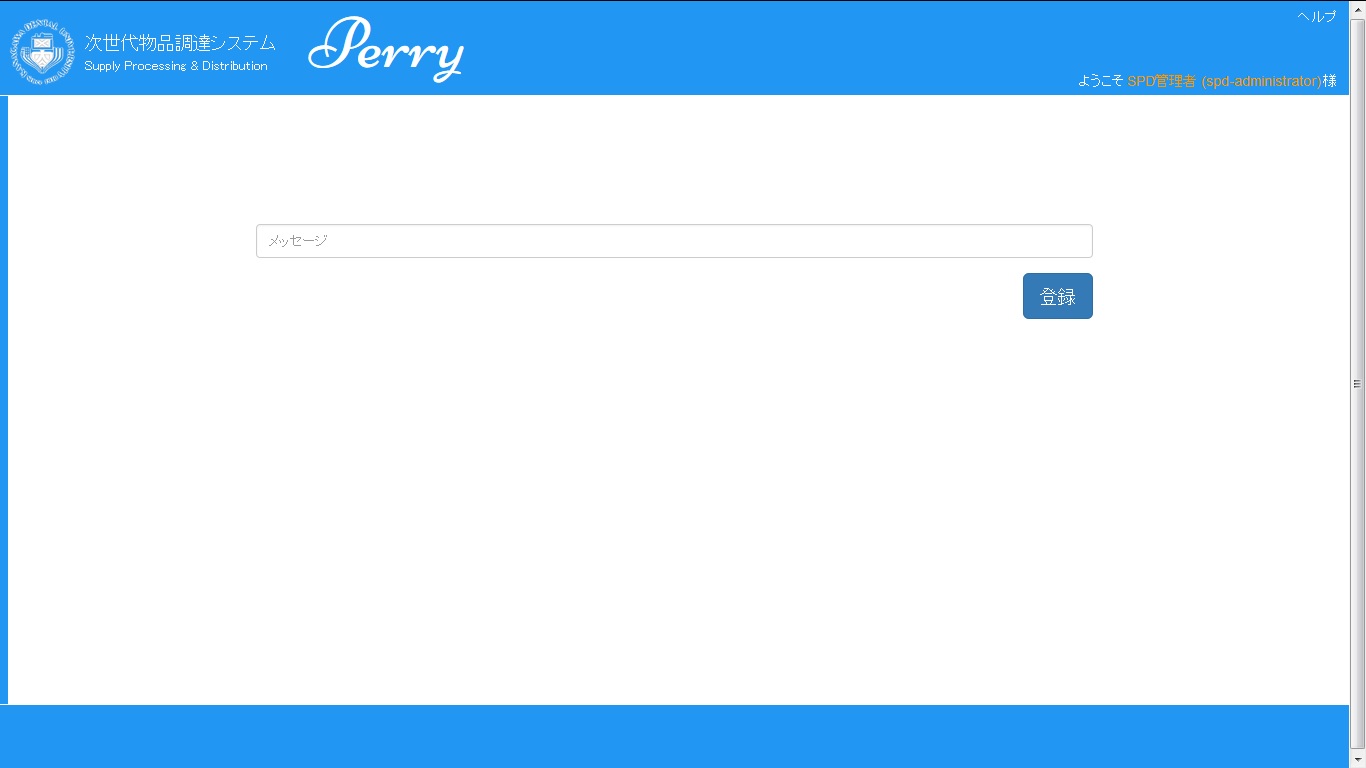 ヘルプ
次世代物品調達システム
Perry
Supply Processing & Distribution
ようこそ SPD管理者 (spd-administrator)様
メッセージ
登録